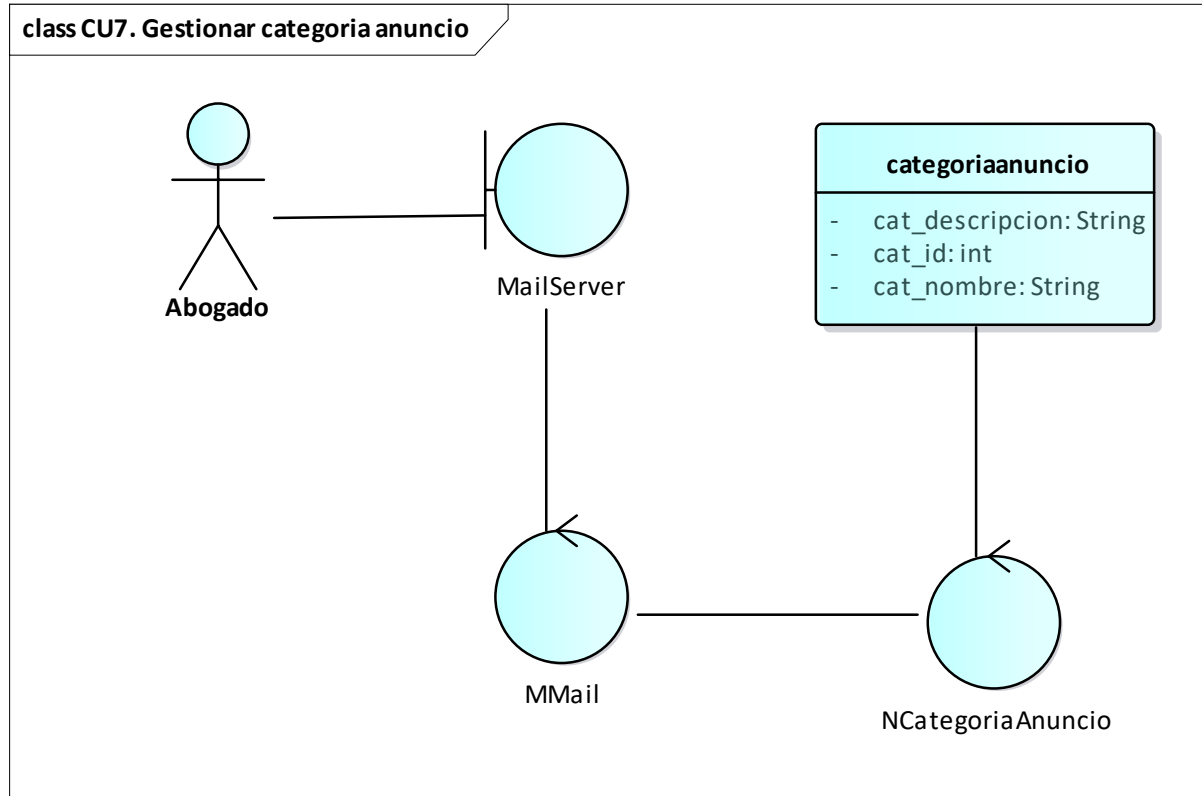 class CU7. Gestionar categoria anuncio
Abogado
MailServer
categoriaanuncio
- cat_descripcion: String
- cat_id: int
- cat_nombre: String
MMail
NCategoriaAnuncio